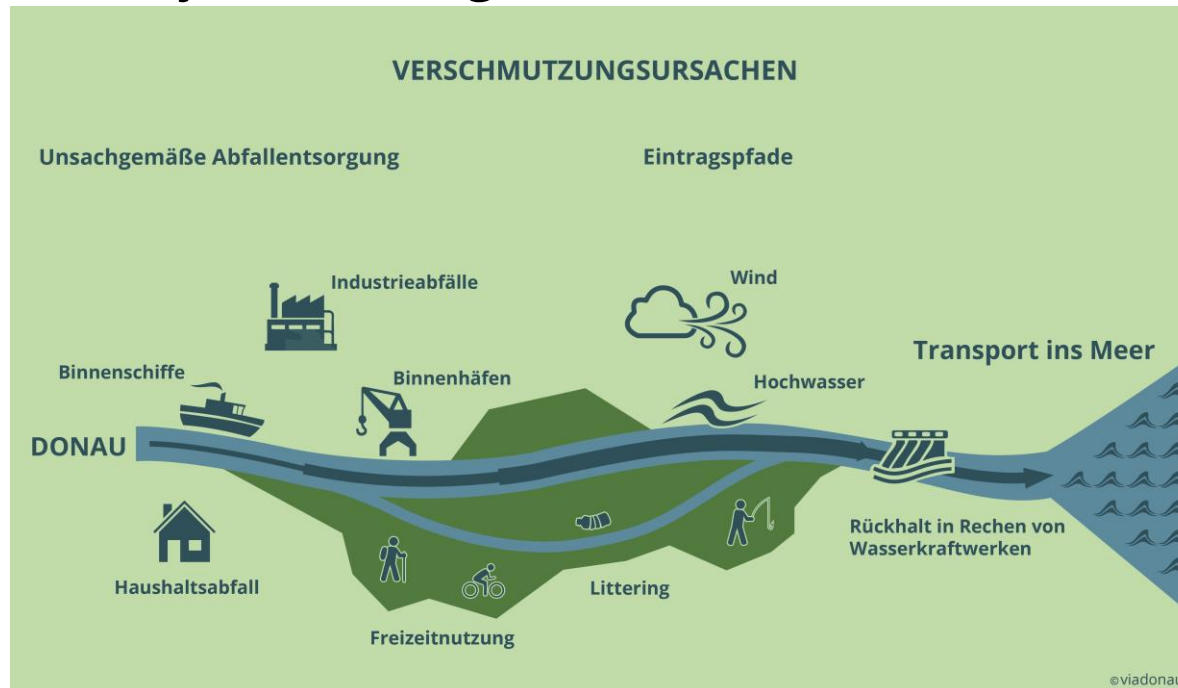 VERSCHMUTZUNGSURSACHEN
Unsachgemäße Abfallentsorgung
Eintragspfade
Industrieabfälle
Wind
Binnenschiffe
Binnenhäfen
Hochwasser
Transport ins Meer
DONAU
Rückhalt in Rechen von
Wasserkraftwerken
Haushaltsabfall
Littering
Freizeitnutzung
©viadonau